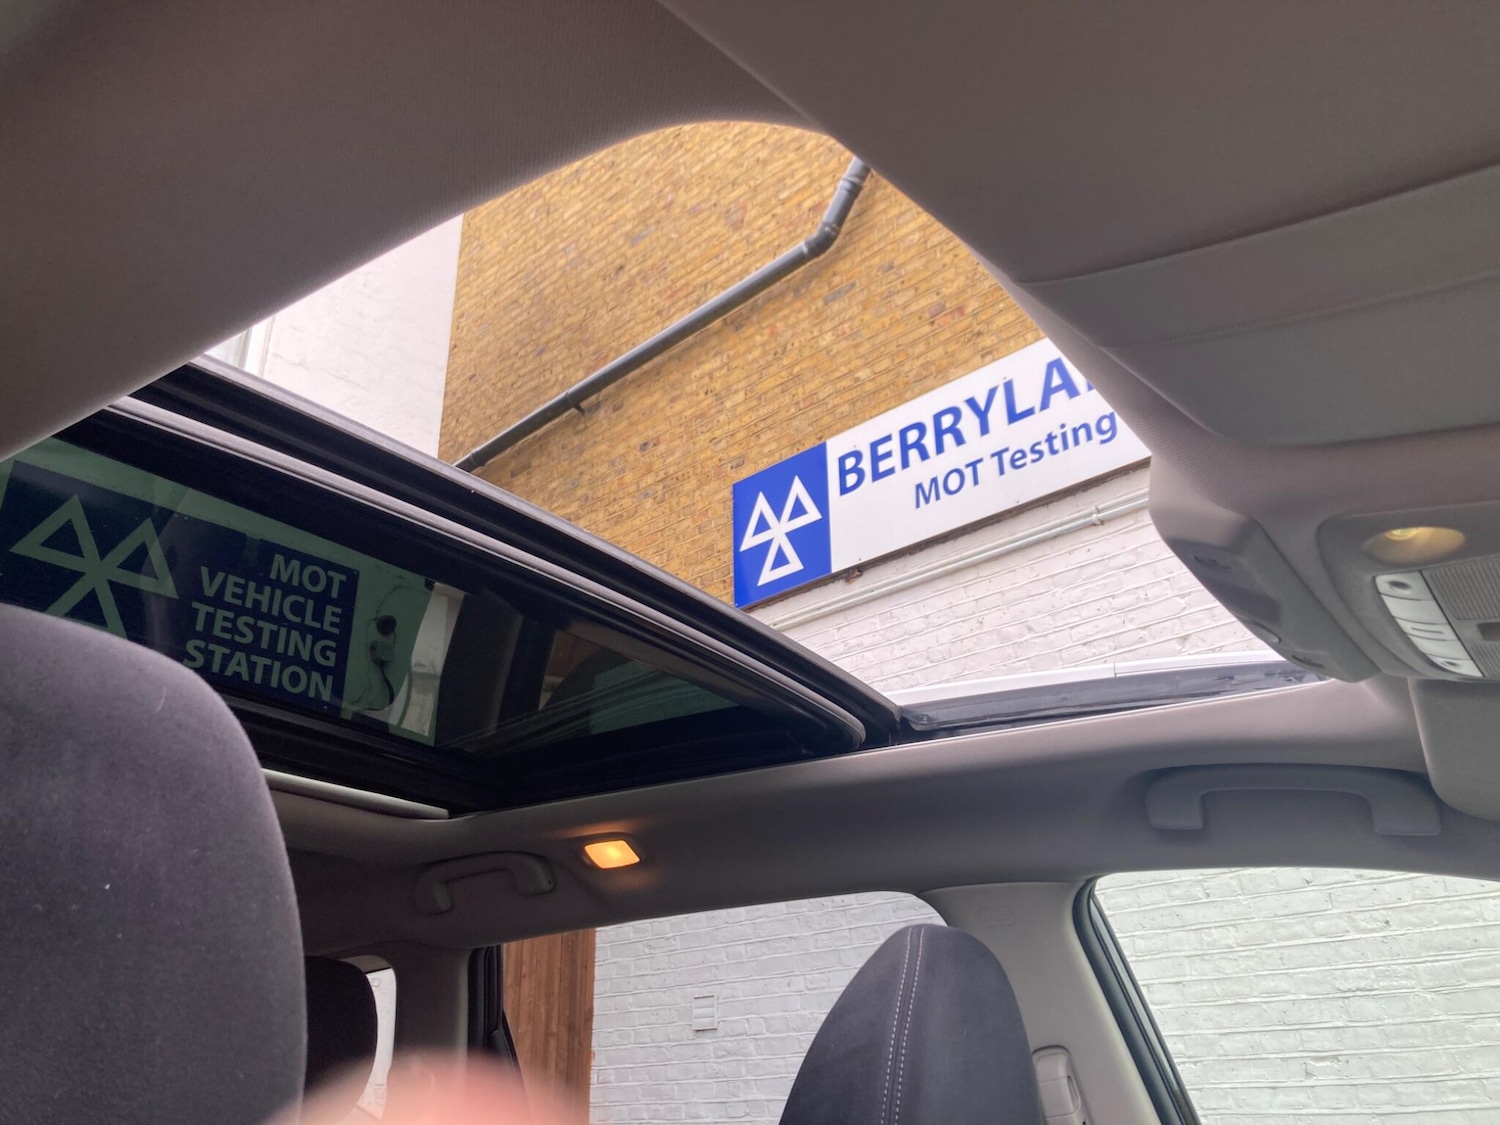 BERRYLA
MOT Testing
MOT
VEHICLE
TESTING
STATION